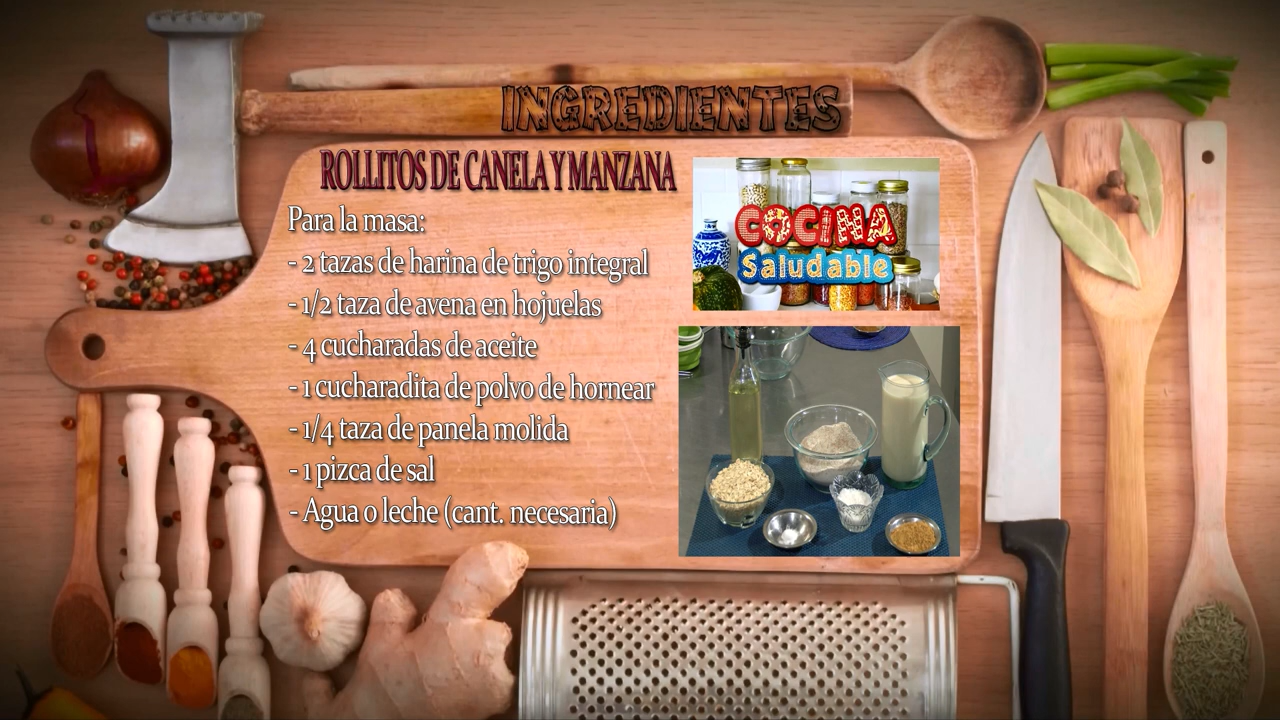 INGREDIENTES
ROLLITOS DE CANELA Y MANZANA
Para la masa:
- 2 tazas de harina de trigo integral
- 1/2 taza de avena en hojuelas
- 4 cucharadas de aceite
- 1 cucharadita de polvo de hornear
- 1/4 taza de panela molida
- 1 pizca de sal
- Agua o leche (cant. necesaria)
COCINA
Saludable